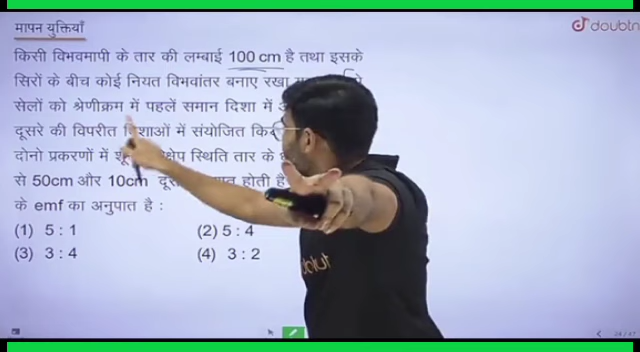 मापन युक्तियाँ
doubtn
किसी विभवमापी के तार की लम्बाई 100 cm है तथा इसके
सिरों के बीच कोई नियत विभवांतर बनाए रखा
सेलों को श्रेणीक्रम में पहलें समान दिशा में
दूसरे की विपरीत दिशाओं में संयोजित
दोनो प्रकरणों में स्थिति तार के
से 50cm और 10cm होती है
के emf का अनुपात है :
(1) 5 : 1 (2) 5 : 4
(3) 3 : 4 (4) 3 : 2